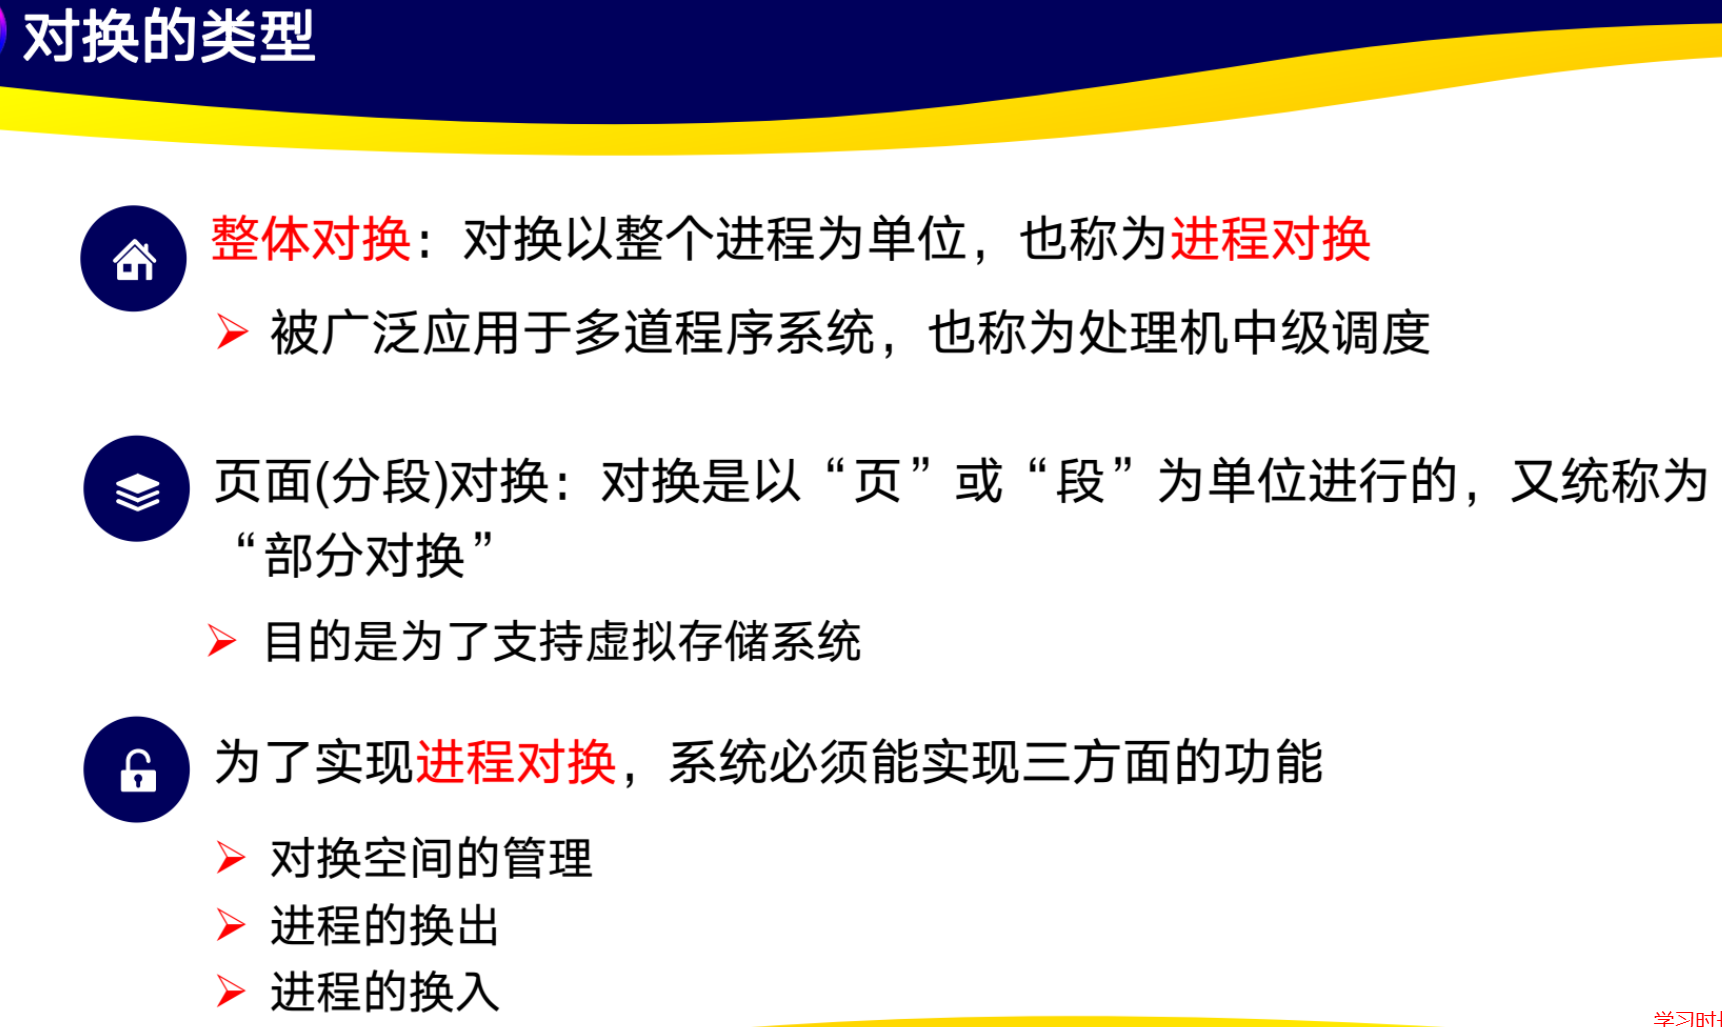 对换的类型
整体对换：对换以整个进程为单位，也称为进程对换
被广泛应用于多道程序系统，也称为处理机中级调度
页面(分段)对换：对换是以“页”或“段”为单位进行的，又统称为
“部分对换”
目的是为了支持虚拟存储系统
为了实现进程对换，系统必须能实现三方面的功能
对换空间的管理
进程的换出
进程的换入
学习时